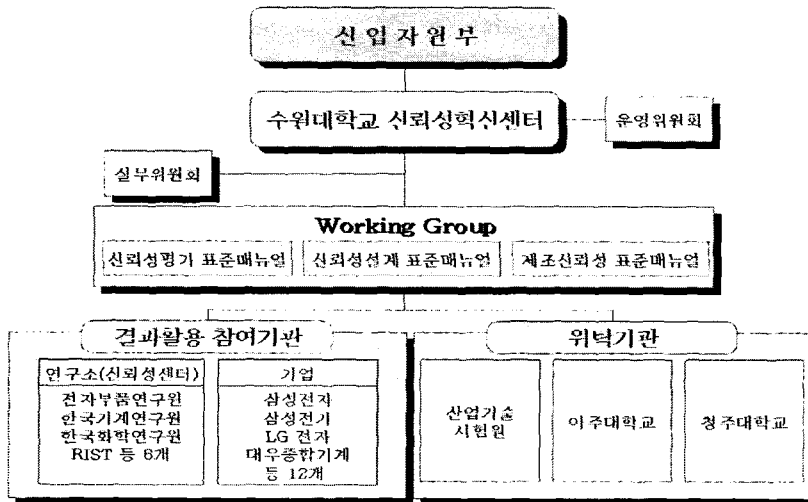 산업자원부
수원대학교 신뢰성혁신센터
운영위원회
실무위원회
Working Group
신뢰성평가 표준매뉴얼
신뢰성설계 표준매뉴얼
제조신뢰성 표준매뉴얼
결과활용 참여기관
연구소(신뢰성센터)
전자부품연구원
한국기계연구원
한국화학연구원
RIST 등 6개
기업
삼성전자
삼성전기
LG 전자
대우종합기계
등 12개
위탁기관
산업기술
시험원
아주대학교
청주대학교